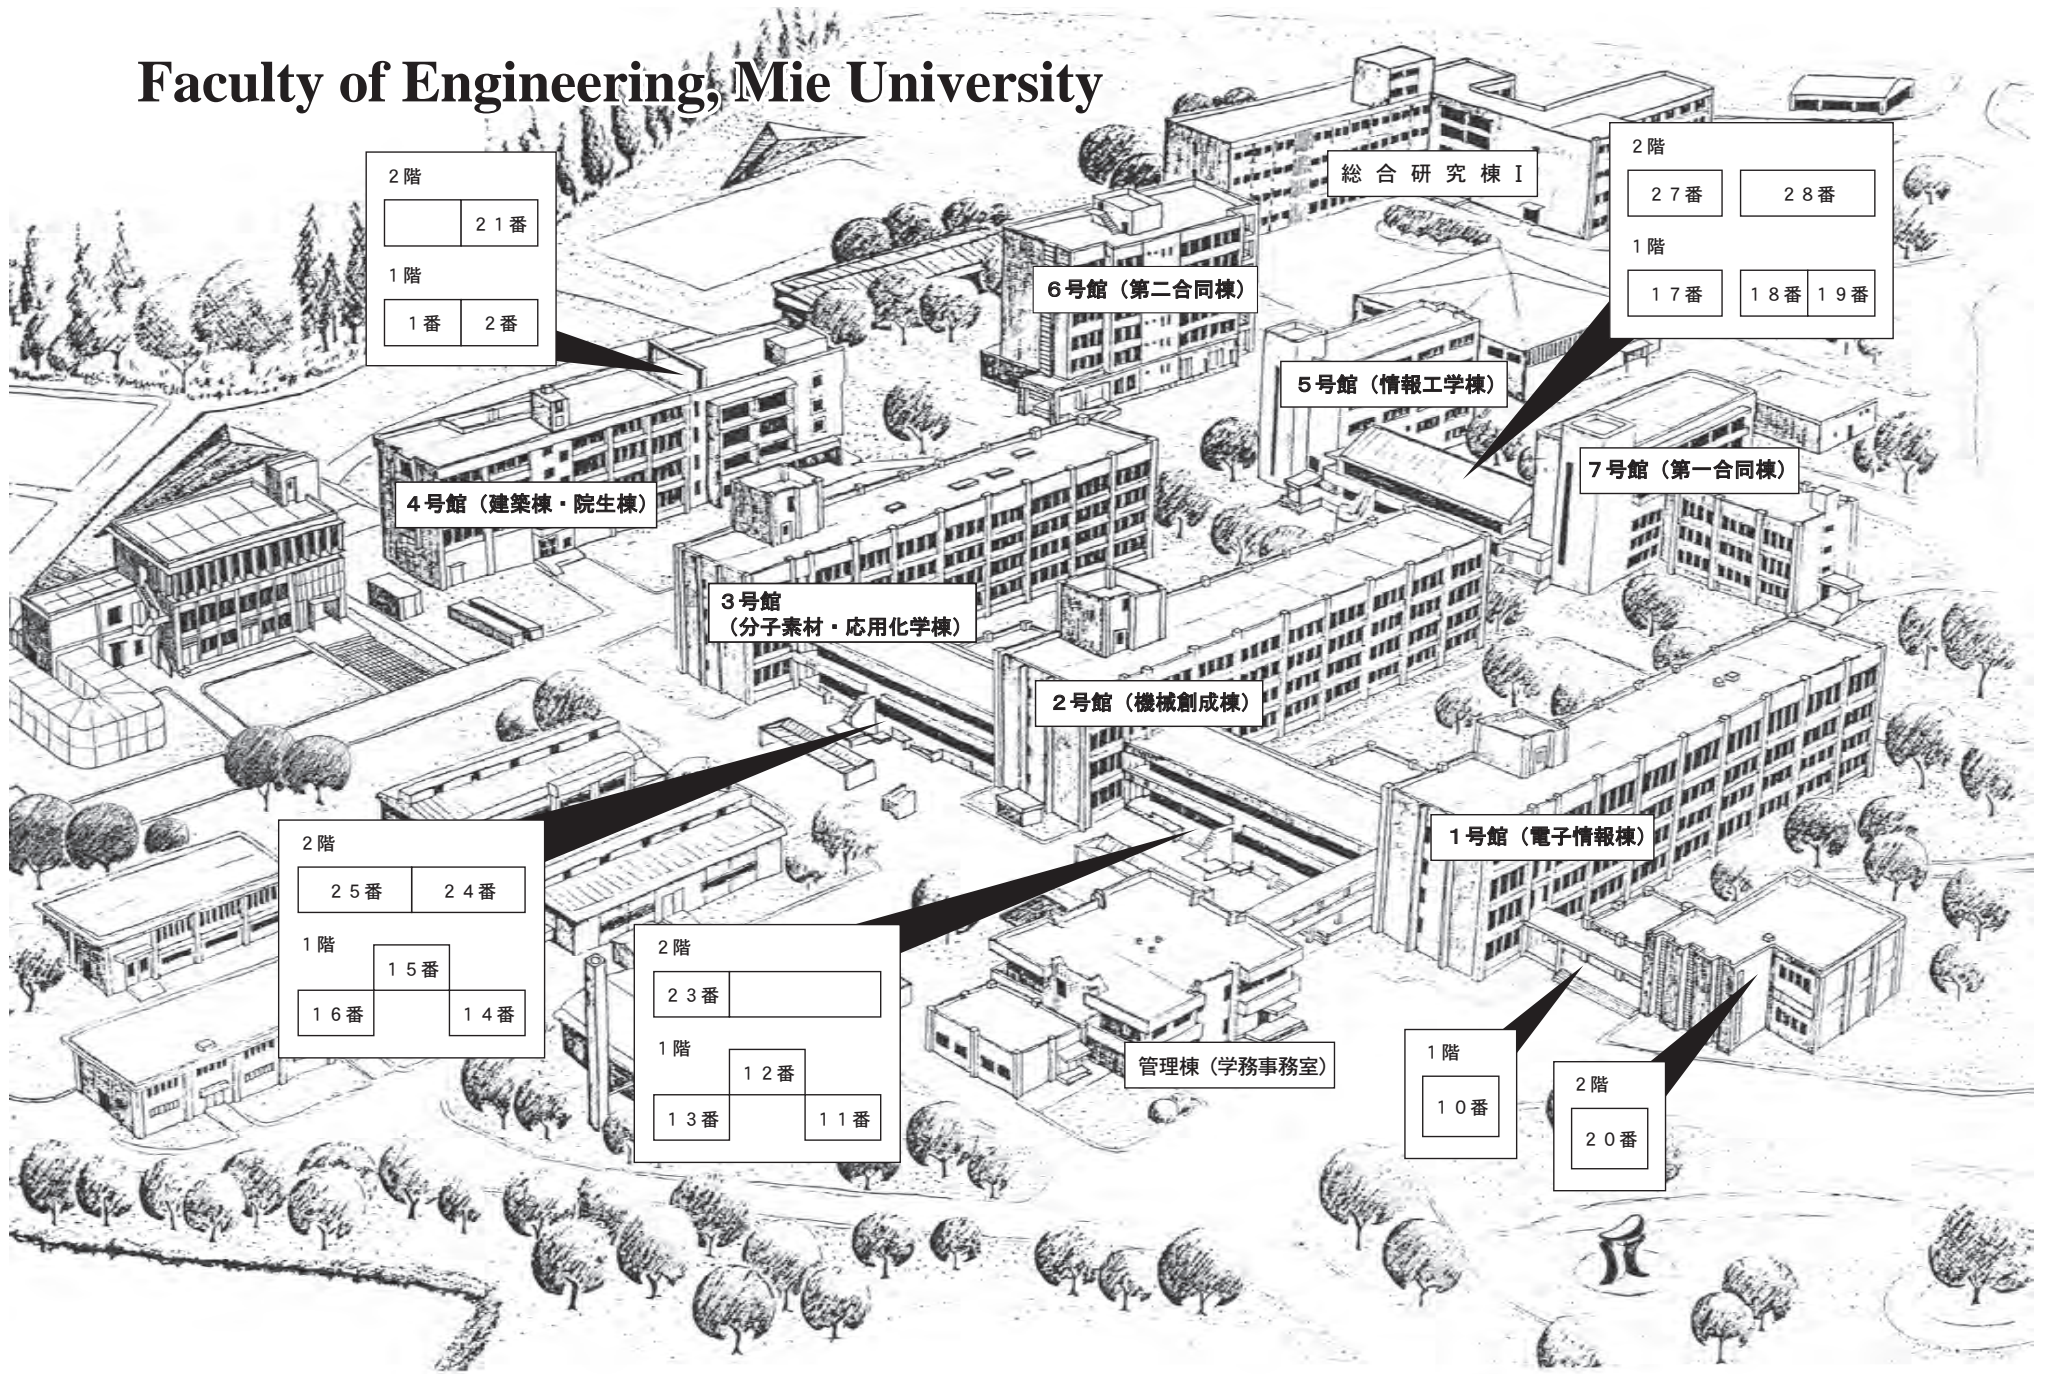 Faculty of Engineering, Mie University
2階
21番
1階
1番 2番
総合研究棟Ⅰ
2階
27番 28番
1階
17番 18番 19番
6号館（第二合同棟）
5号館（情報工学棟）
7号館（第一合同棟）
4号館（建築棟・院生棟）
3号館
（分子素材・応用化学棟）
2号館（機械創成棟）
1号館（電子情報棟）
2階
25番 24番
1階
15番
16番 14番
2階
23番
1階
12番
13番 11番
管理棟（学務事務室）
1階
10番
2階
20番